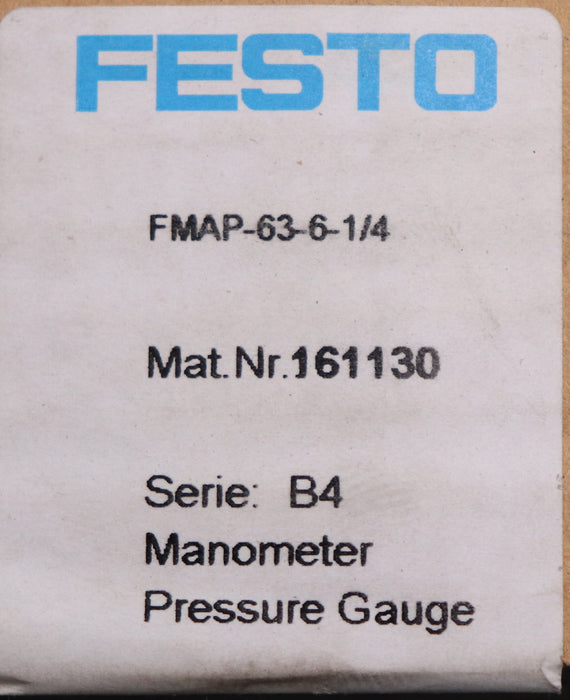 FESTO
FMAP-63-6-1/4
Mat.Nr.161130
Serie: B4
Manometer
Pressure Gauge